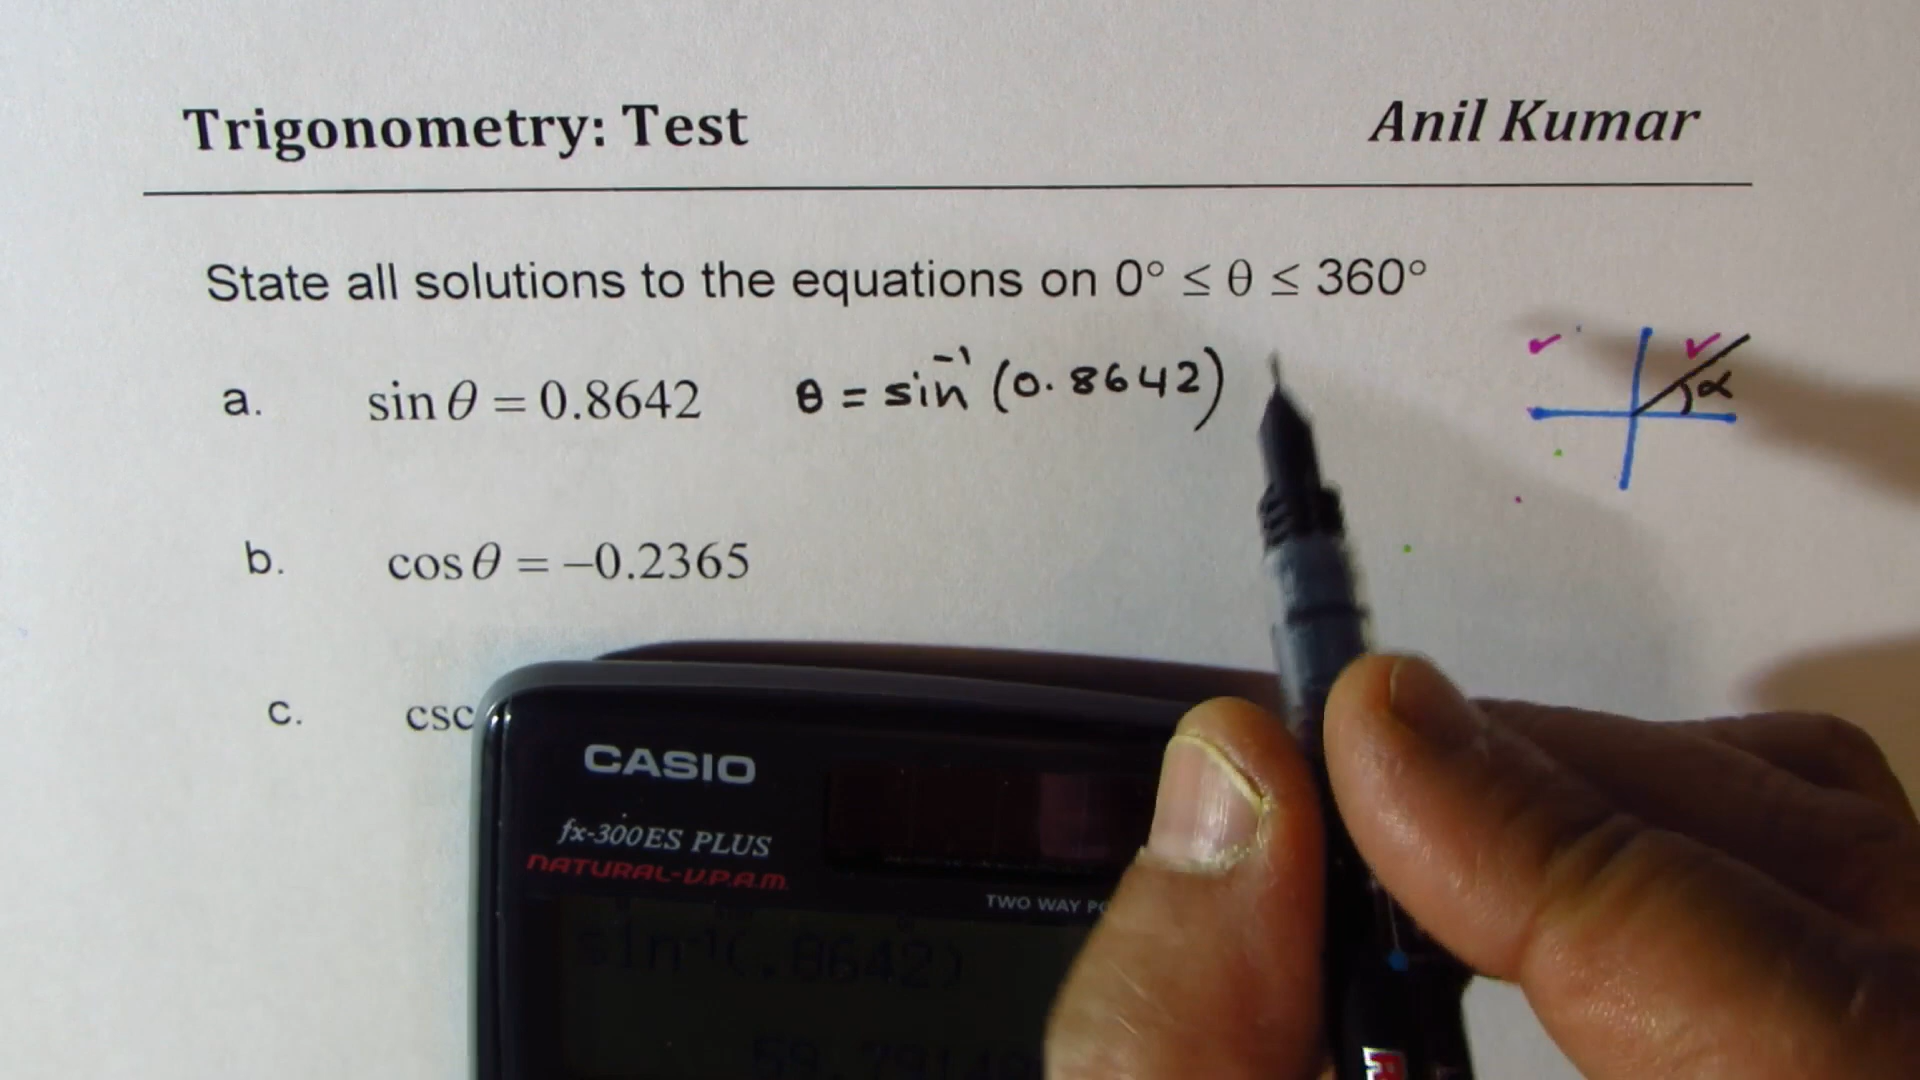 Trigonometry: Test Anil Kumar
State all solutions to the equations on 0° ≤ θ ≤ 360°
a. sin θ = 0.8642 θ = sin⁻¹ (0.8642)
α
b. cos θ = −0.2365
c. csc
CASIO
fx-300ES PLUS
NATURAL-V.P.A.M.
TWO WAY
sin⁻¹(.8642)